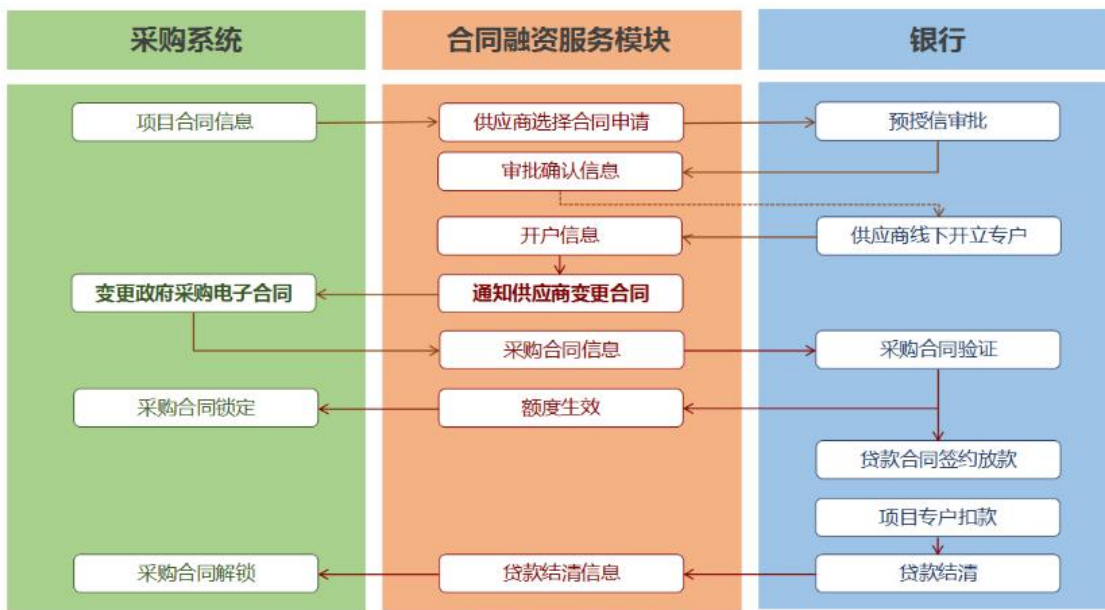 采购系统
合同融资服务模块
银行
项目合同信息
供应商选择合同申请
预授信审批
审批确认信息
开户信息
供应商线下开立专户
变更政府采购电子合同
通知供应商变更合同
采购合同信息
采购合同验证
采购合同锁定
额度生效
贷款合同签约放款
项目专户扣款
采购合同解锁
贷款结清信息
贷款结清